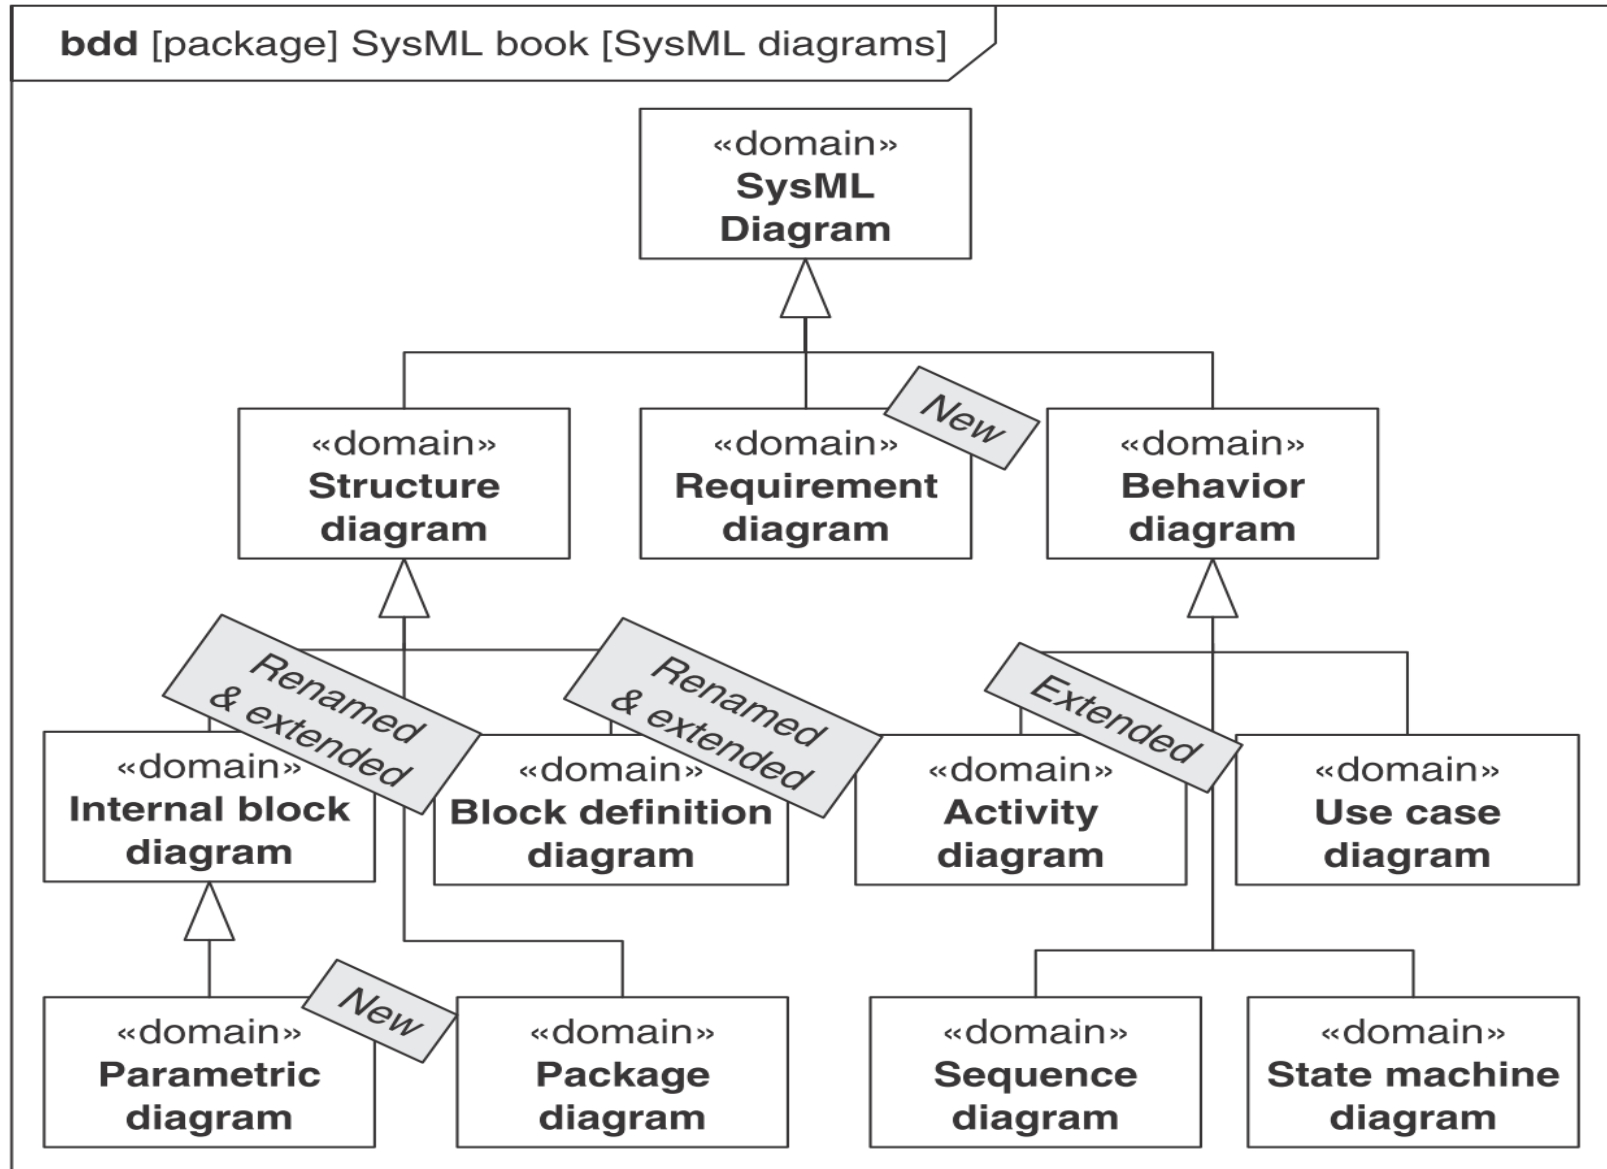 bdd [package] SysML book [SysML diagrams]
«domain»
SysML
Diagram
New
«domain»
Structure
diagram
«domain»
Requirement
diagram
«domain»
Behavior
diagram
Renamed
& extended
Renamed
& extended
Extended
«domain»
Internal block
diagram
«domain»
Block definition
diagram
«domain»
Activity
diagram
«domain»
Use case
diagram
New
«domain»
Parametric
diagram
«domain»
Package
diagram
«domain»
Sequence
diagram
«domain»
State machine
diagram